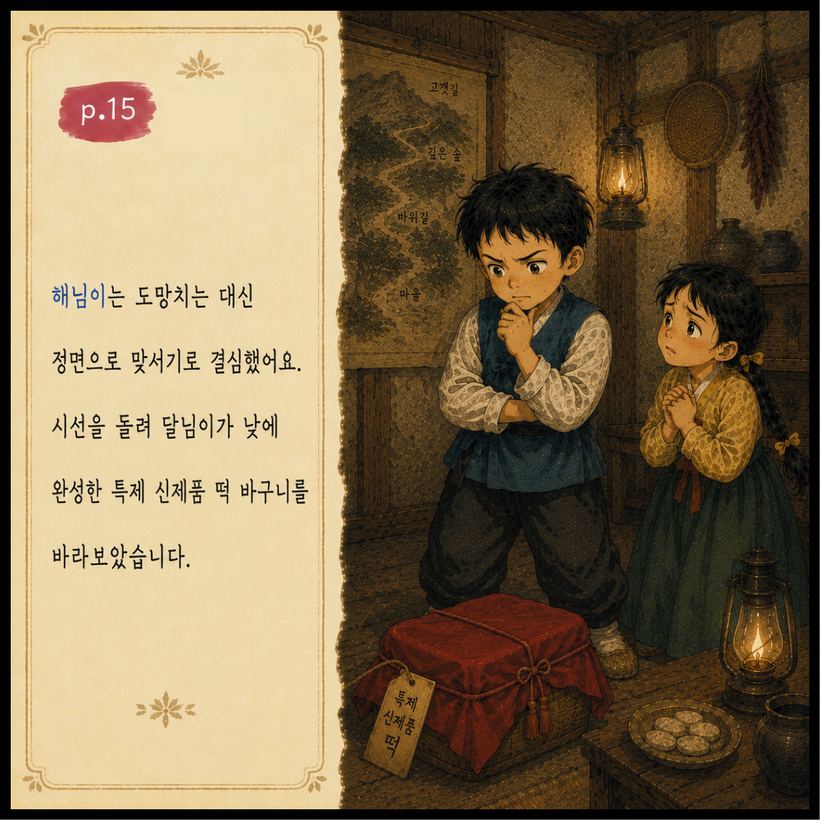 p.15
해님이는 도망치는 대신
정면으로 맞서기로 결심했어요.
시선을 돌려 달님이가 낮에
완성한 특제 신제품 떡 바구니를
바라보았습니다.
고갯길
깊은 숲
바위길
마을
특제
신제품
떡